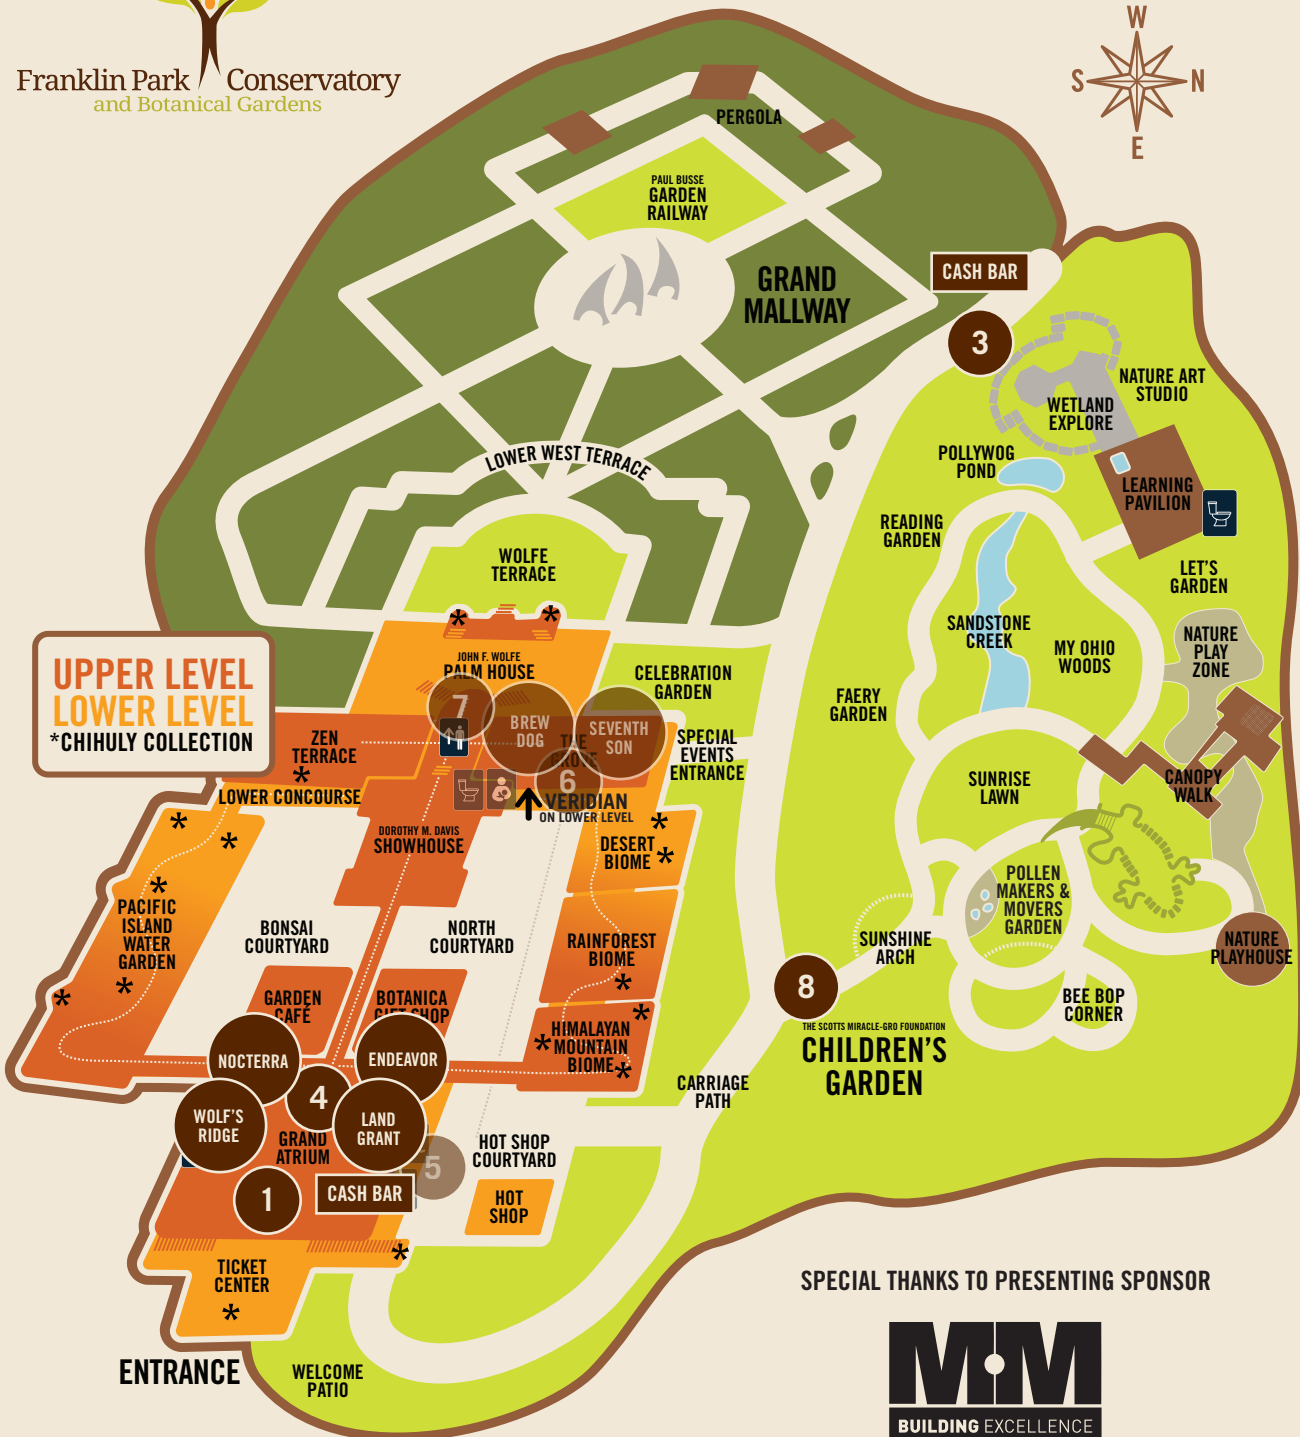 Franklin Park Conservatory
and Botanical Gardens
W
S
N
E
PERGOLA
PAUL BUSSE
GARDEN
RAILWAY
GRAND
MALLWAY
CASH BAR
3
NATURE ART
STUDIO
WETLAND
EXPLORE
LOWER WEST TERRACE
POLLYWOG
POND
LEARNING
PAVILION
READING
GARDEN
WOLFE
TERRACE
LET'S
GARDEN
* *
SANDSTONE
CREEK
MY OHIO
WOODS
NATURE
PLAY
ZONE
UPPER LEVEL
LOWER LEVEL
*CHIHULY COLLECTION
JOHN F. WOLFE
PALM HOUSE
CELEBRATION
GARDEN
FAERY
GARDEN
7
BREW
DOG
SEVENTH
SON
THE
GROVE
6
ZEN
TERRACE
*
SPECIAL
EVENTS
ENTRANCE
SUNRISE
LAWN
CANOPY
WALK
LOWER CONCOURSE
VERIDIAN
ON LOWER LEVEL
DOROTHY M. DAVIS
SHOWHOUSE
* *
DESERT
BIOME
* *
POLLEN
MAKERS &
MOVERS
GARDEN
*
PACIFIC
ISLAND
WATER
GARDEN
* *
BONSAI
COURTYARD
NORTH
COURTYARD
RAINFOREST
BIOME
*
SUNSHINE
ARCH
NATURE
PLAYHOUSE
GARDEN
CAFÉ
BOTANICA
GIFT SHOP
8
BEE BOP
CORNER
*
*HIMALAYAN
MOUNTAIN
BIOME
*
THE SCOTTS MIRACLE-GRO FOUNDATION
CHILDREN'S
GARDEN
NOCTERRA
ENDEAVOR
4
WOLF'S
RIDGE
LAND
GRANT
CARRIAGE
PATH
GRAND
ATRIUM
5
HOT SHOP
COURTYARD
1
CASH BAR
HOT
SHOP
*
TICKET
CENTER
*
SPECIAL THANKS TO PRESENTING SPONSOR
ENTRANCE
WELCOME
PATIO
M•M
BUILDING EXCELLENCE